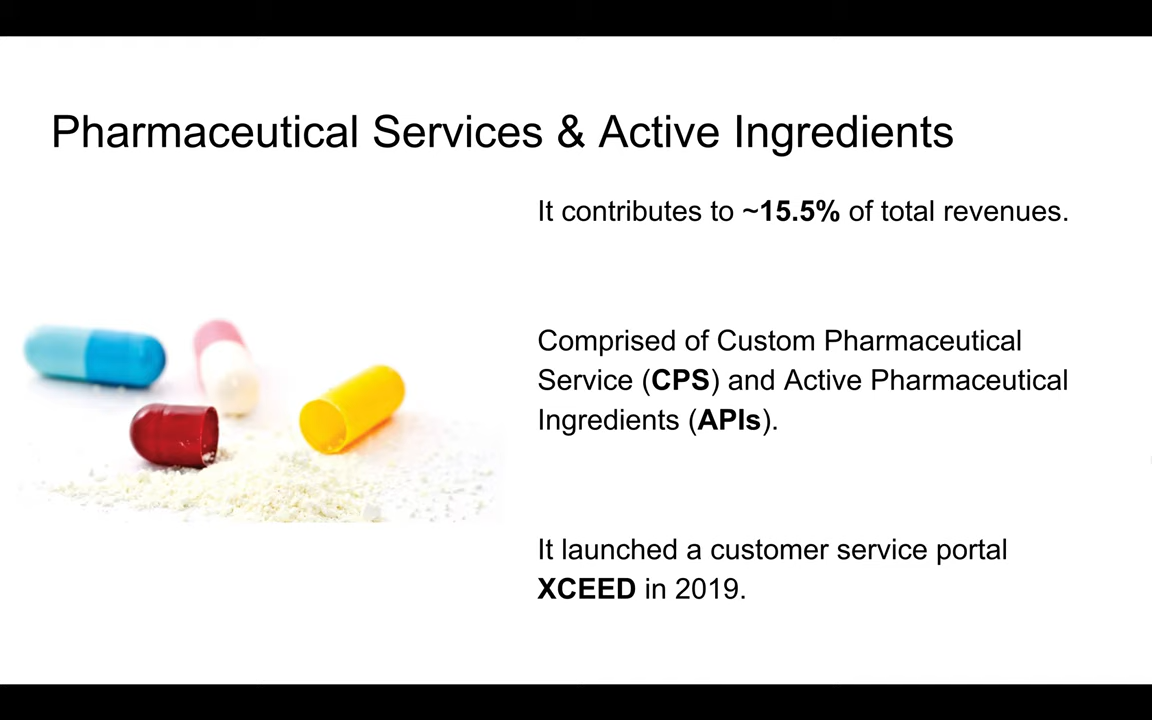 Pharmaceutical Services & Active Ingredients
It contributes to ~15.5% of total revenues.
Comprised of Custom Pharmaceutical
Service (CPS) and Active Pharmaceutical
Ingredients (APIs).
It launched a customer service portal
XCEED in 2019.